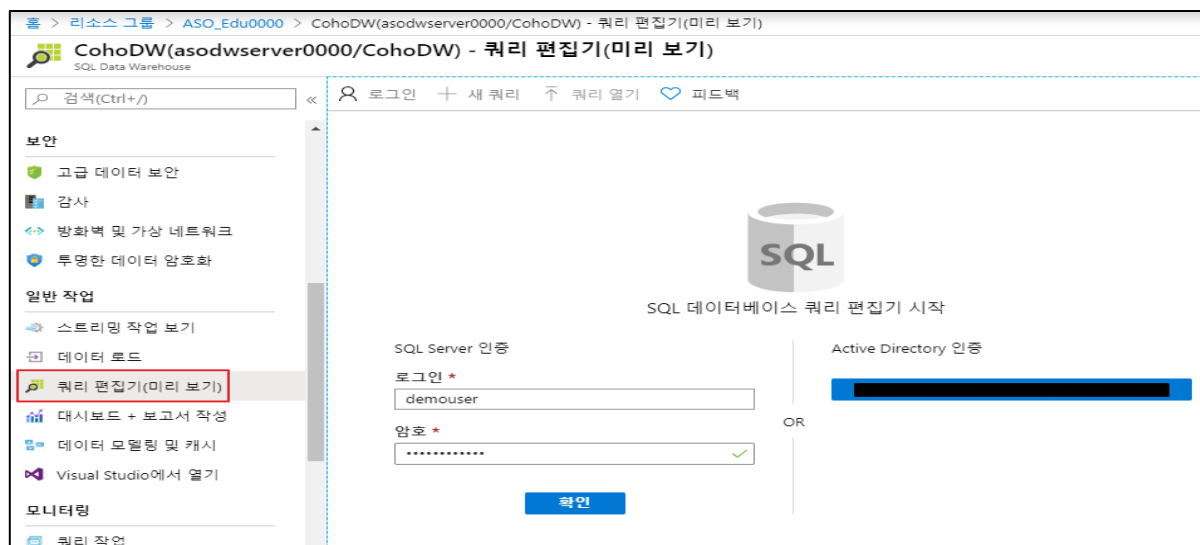 홈 > 리소스 그룹 > ASO_Edu0000 > CohoDW(asodwserver0000/CohoDW) - 쿼리 편집기(미리 보기)
CohoDW(asodwserver0000/CohoDW) - 쿼리 편집기(미리 보기)
SQL Data Warehouse
검색(Ctrl+/)
«
로그인
새 쿼리
쿼리 열기
피드백
보안
고급 데이터 보안
감사
방화벽 및 가상 네트워크
투명한 데이터 암호화
일반 작업
스트리밍 작업 보기
데이터 로드
쿼리 편집기(미리 보기)
대시보드 + 보고서 작성
데이터 모델링 및 캐시
Visual Studio에서 열기
모니터링
쿼리 작업
SQL
SQL 데이터베이스 쿼리 편집기 시작
SQL Server 인증
로그인 *
demouser
암호 *
••••••••••••
확인
OR
Active Directory 인증